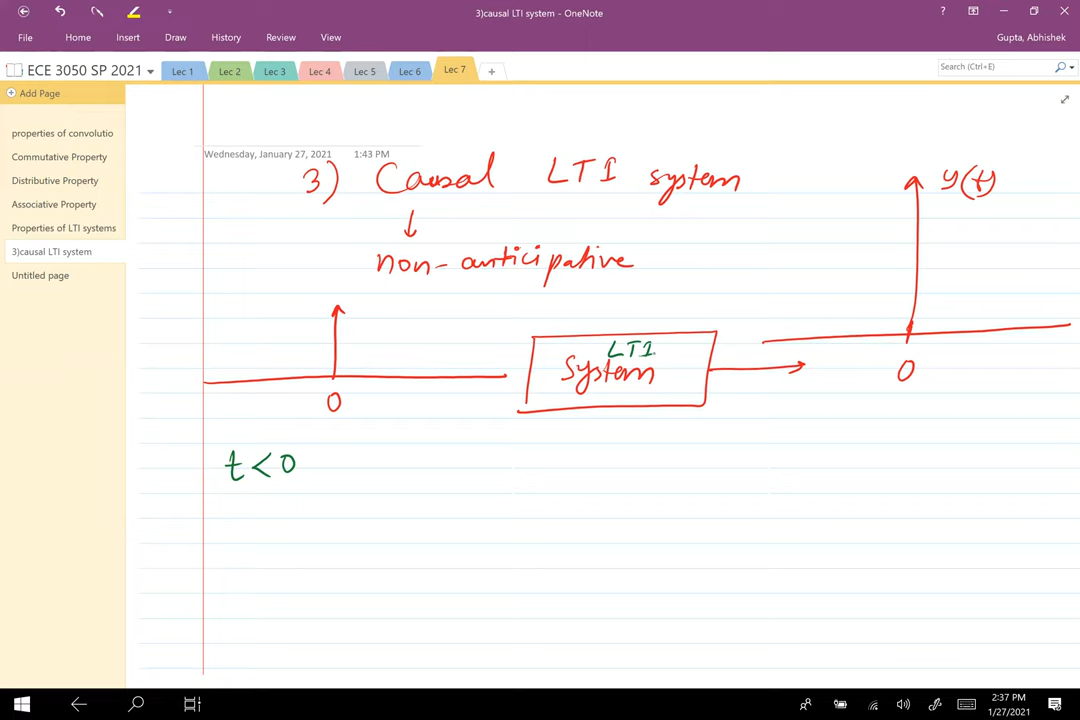 3)causal LTI system - OneNote
?
File Home Insert Draw History Review View
Gupta, Abhishek
ECE 3050 SP 2021
Lec 1 Lec 2 Lec 3 Lec 4 Lec 5 Lec 6 Lec 7 +
Search (Ctrl+E)
Add Page
properties of convolutio
Commutative Property
Distributive Property
Associative Property
Properties of LTI systems
3)causal LTI system
Untitled page
Wednesday, January 27, 2021 1:43 PM
3) Causal LTI system
y(t)
non-anticipative
LTI
System
0
0
t < 0
2:37 PM
1/27/2021